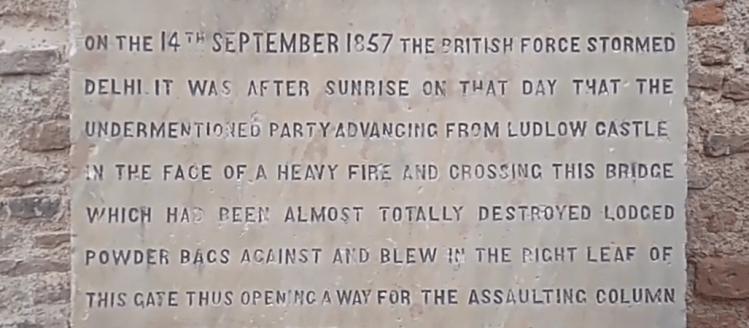 ON THE 14TH SEPTEMBER 1857 THE BRITISH FORCE STORMED
DELHI. IT WAS AFTER SUNRISE ON THAT DAY THAT THE
UNDERMENTIONED PARTY ADVANCING FROM LUDLOW CASTLE
IN THE FACE OF A HEAVY FIRE AND CROSSING THIS BRIDGE
WHICH HAD BEEN ALMOST TOTALLY DESTROYED LODGED
POWDER BAGS AGAINST AND BLEW IN THE RIGHT LEAF OF
THIS GATE THUS OPENING A WAY FOR THE ASSAULTING COLUMN